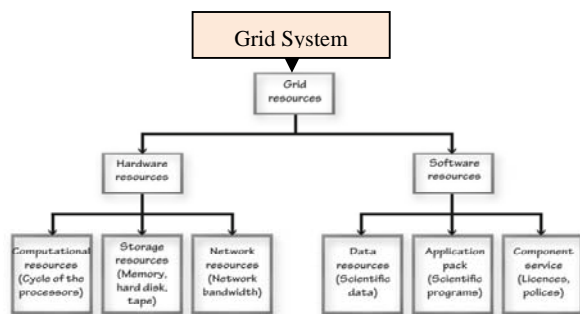 Grid System
Grid
resources
Hardware
resources
Software
resources
Computational
resources
(Cycle of the
processors)
Storage
resources
(Memory,
hard disk,
tape)
Network
resources
(Network
bandwidth)
Data
resources
(Scientific
data)
Application
pack
(Scientific
programs)
Component
service
(Licences,
polices)